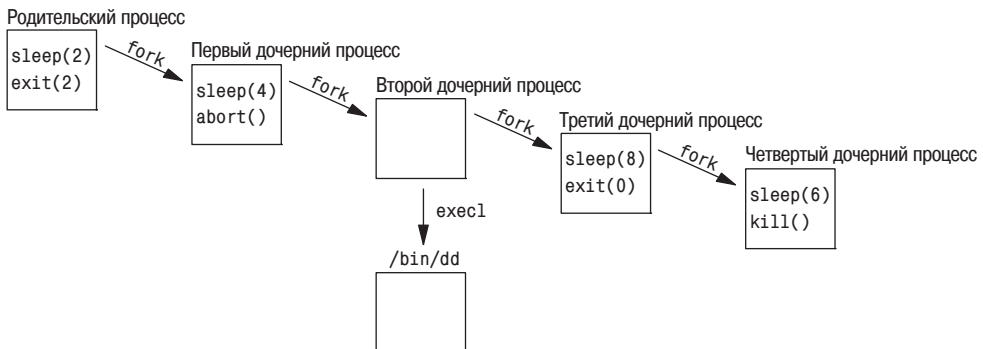 Родительский процесс
sleep(2)
exit(2)
fork
Первый дочерний процесс
sleep(4)
abort()
fork
Второй дочерний процесс
fork
Третий дочерний процесс
sleep(8)
exit(0)
fork
Четвертый дочерний процесс
sleep(6)
kill()
execl
/bin/dd